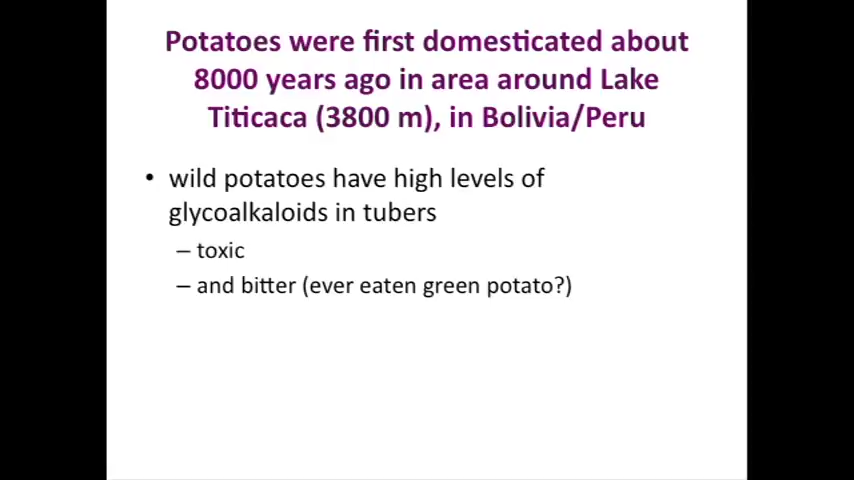 Potatoes were first domesticated about
8000 years ago in area around Lake
Titicaca (3800 m), in Bolivia/Peru
• wild potatoes have high levels of
glycoalkaloids in tubers
– toxic
– and bitter (ever eaten green potato?)